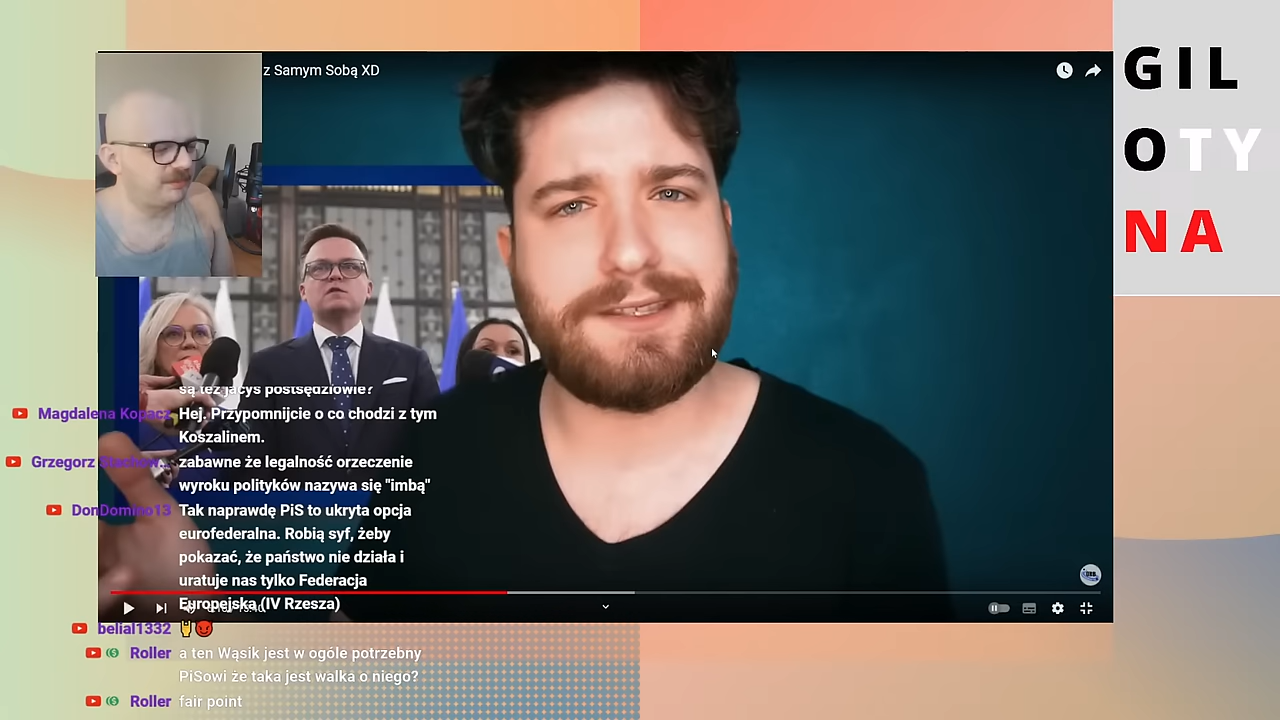 z Samym Sobą XD
GIL
OTY
NA
są też jacyś postsędziowie?
Magdalena Kopacz Hej. Przypomnijcie o co chodzi z tym
Koszalinem.
Grzegorz zabawne że legalność orzeczenie
wyroku polityków nazywa się "imbą"
DonDomino13 Tak naprawdę PiS to ukryta opcja
eurofederalna. Robią syf, żeby
pokazać, że państwo nie działa i
uratuje nas tylko Federacja
Europejska (IV Rzesza)
belial1332
Roller a ten Wąsik jest w ogóle potrzebny
PiSowi że taka jest walka o niego?
Roller fair point